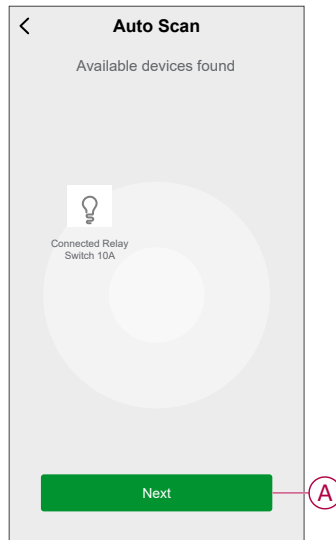 Auto Scan
Available devices found
Connected Relay
Switch 10A
Next
A